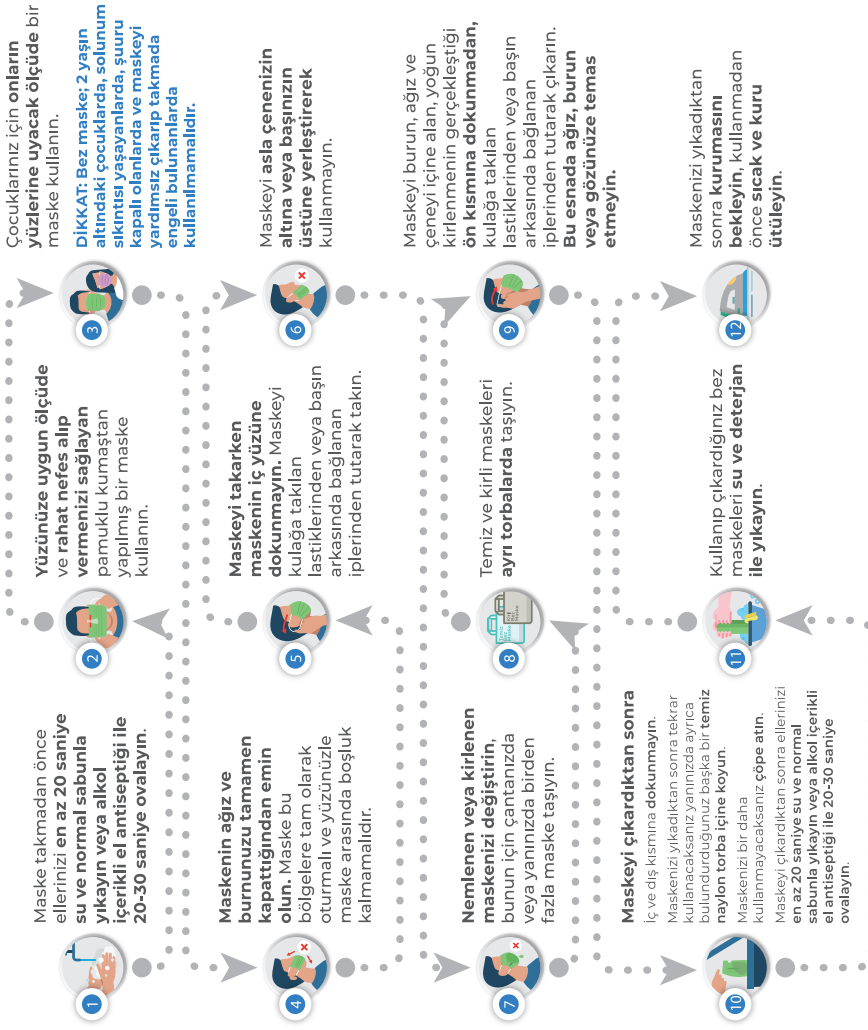 1
Maske takmadan önce
ellerinizi en az 20 saniye
su ve normal sabunla
yıkayın veya alkol
içerikli el antiseptiği ile
20-30 saniye ovalayın.
2
Yüzünüze uygun ölçüde
ve rahat nefes alıp
vermenizi sağlayan
pamuklu kumaştan
yapılmış bir maske
kullanın.
3
Çocuklarınız için onların
yüzlerine uyacak ölçüde bir
maske kullanın.
DİKKAT: Bez maske; 2 yaşın
altındaki çocuklarda, solunum
sıkıntısı yaşayanlarda, şuuru
kapalı olanlarda ve maskeyi
yardımsız çıkarıp takmada
engeli bulunanlarda
kullanılmamalıdır.
4
Maskenin ağız ve
burnunuzu tamamen
kapattığından emin
olun. Maske bu
bölgelere tam olarak
oturmalı ve yüzünüzle
maske arasında boşluk
kalmamalıdır.
5
Maskeyi takarken
maskenin iç yüzüne
dokunmayın. Maskeyi
kulağa takılan
lastiklerinden veya başın
arkasında bağlanan
iplerinden tutarak takın.
6
Maskeyi asla çenenizin
altına veya başınızın
üstüne yerleştirerek
kullanmayın.
7
Nemlenen veya kirlenen
maskenizi değiştirin,
bunun için çantanızda
veya yanınızda birden
fazla maske taşıyın.
8
Temiz ve kirli maskeleri
ayrı torbalarda taşıyın.
9
Maskeyi burun, ağız ve
çeneyi içine alan, yoğun
kirlenmenin gerçekleştiği
ön kısmına dokunmadan,
kulağa takılan
lastiklerinden veya başın
arkasında bağlanan
iplerinden tutarak çıkarın.
Bu esnada ağız, burun
veya gözünüze temas
etmeyin.
10
Maskeyi çıkardıktan sonra
İç ve dış kısmına dokunmayın.
Maskenizi yıkadıktan sonra tekrar
kullanacaksanız yanınızda ayrıca
bulundurduğunuz başka bir temiz
naylon torba içine koyun.
Maskenizi bir daha
kullanmayacaksanız çöpe atın.
Maskeyi çıkardıktan sonra ellerinizi
en az 20 saniye su ve normal
sabunla yıkayın veya alkol içerikli
el antiseptiği ile 20-30 saniye
ovalayın.
11
Kullanıp çıkardığınız bez
maskeleri su ve deterjan
ile yıkayın.
12
Maskenizi yıkadıktan
sonra kurumasını
bekleyin, kullanmadan
önce sıcak ve kuru
ütüleyin.